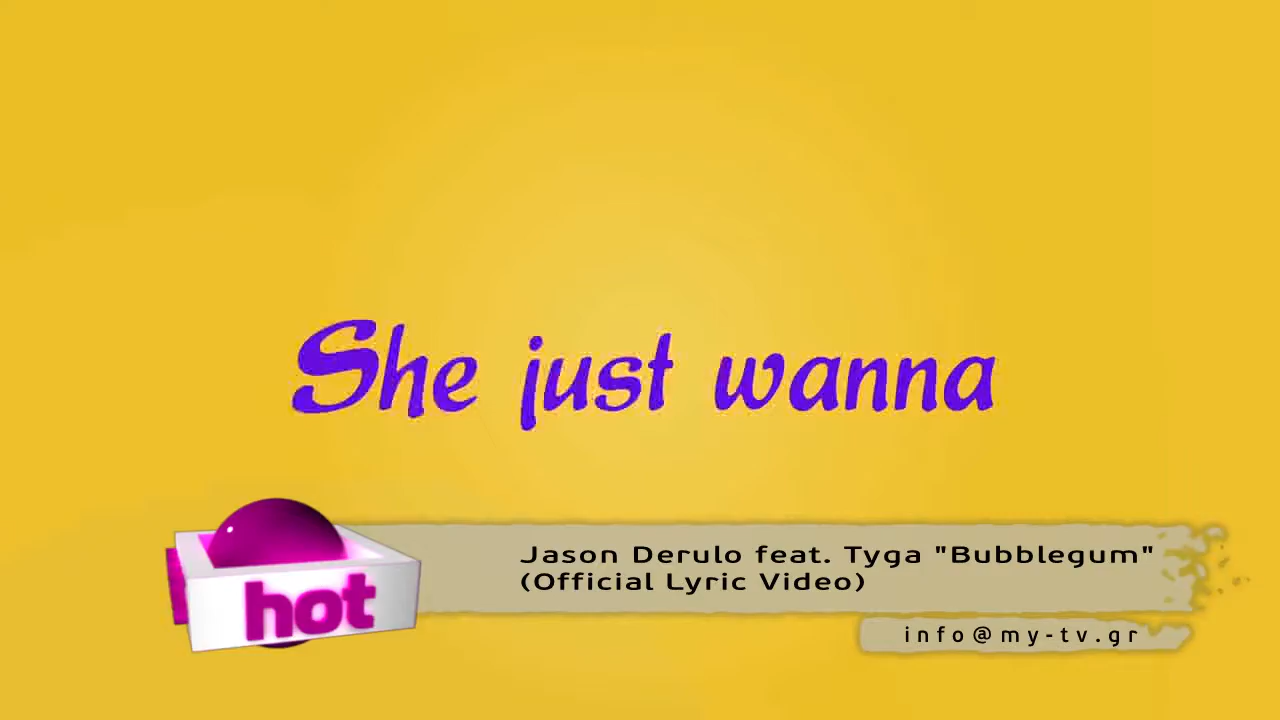 She just wanna
hot
Jason Derulo feat. Tyga "Bubblegum"
(Official Lyric Video)
info@my-tv.gr